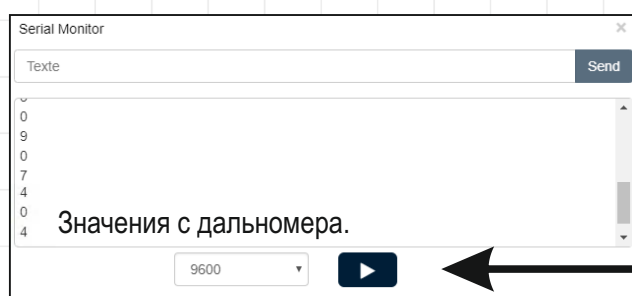 Serial Monitor
×
Texte
Send
0
9
0
7
4
0
4
Значения с дальномера.
9600